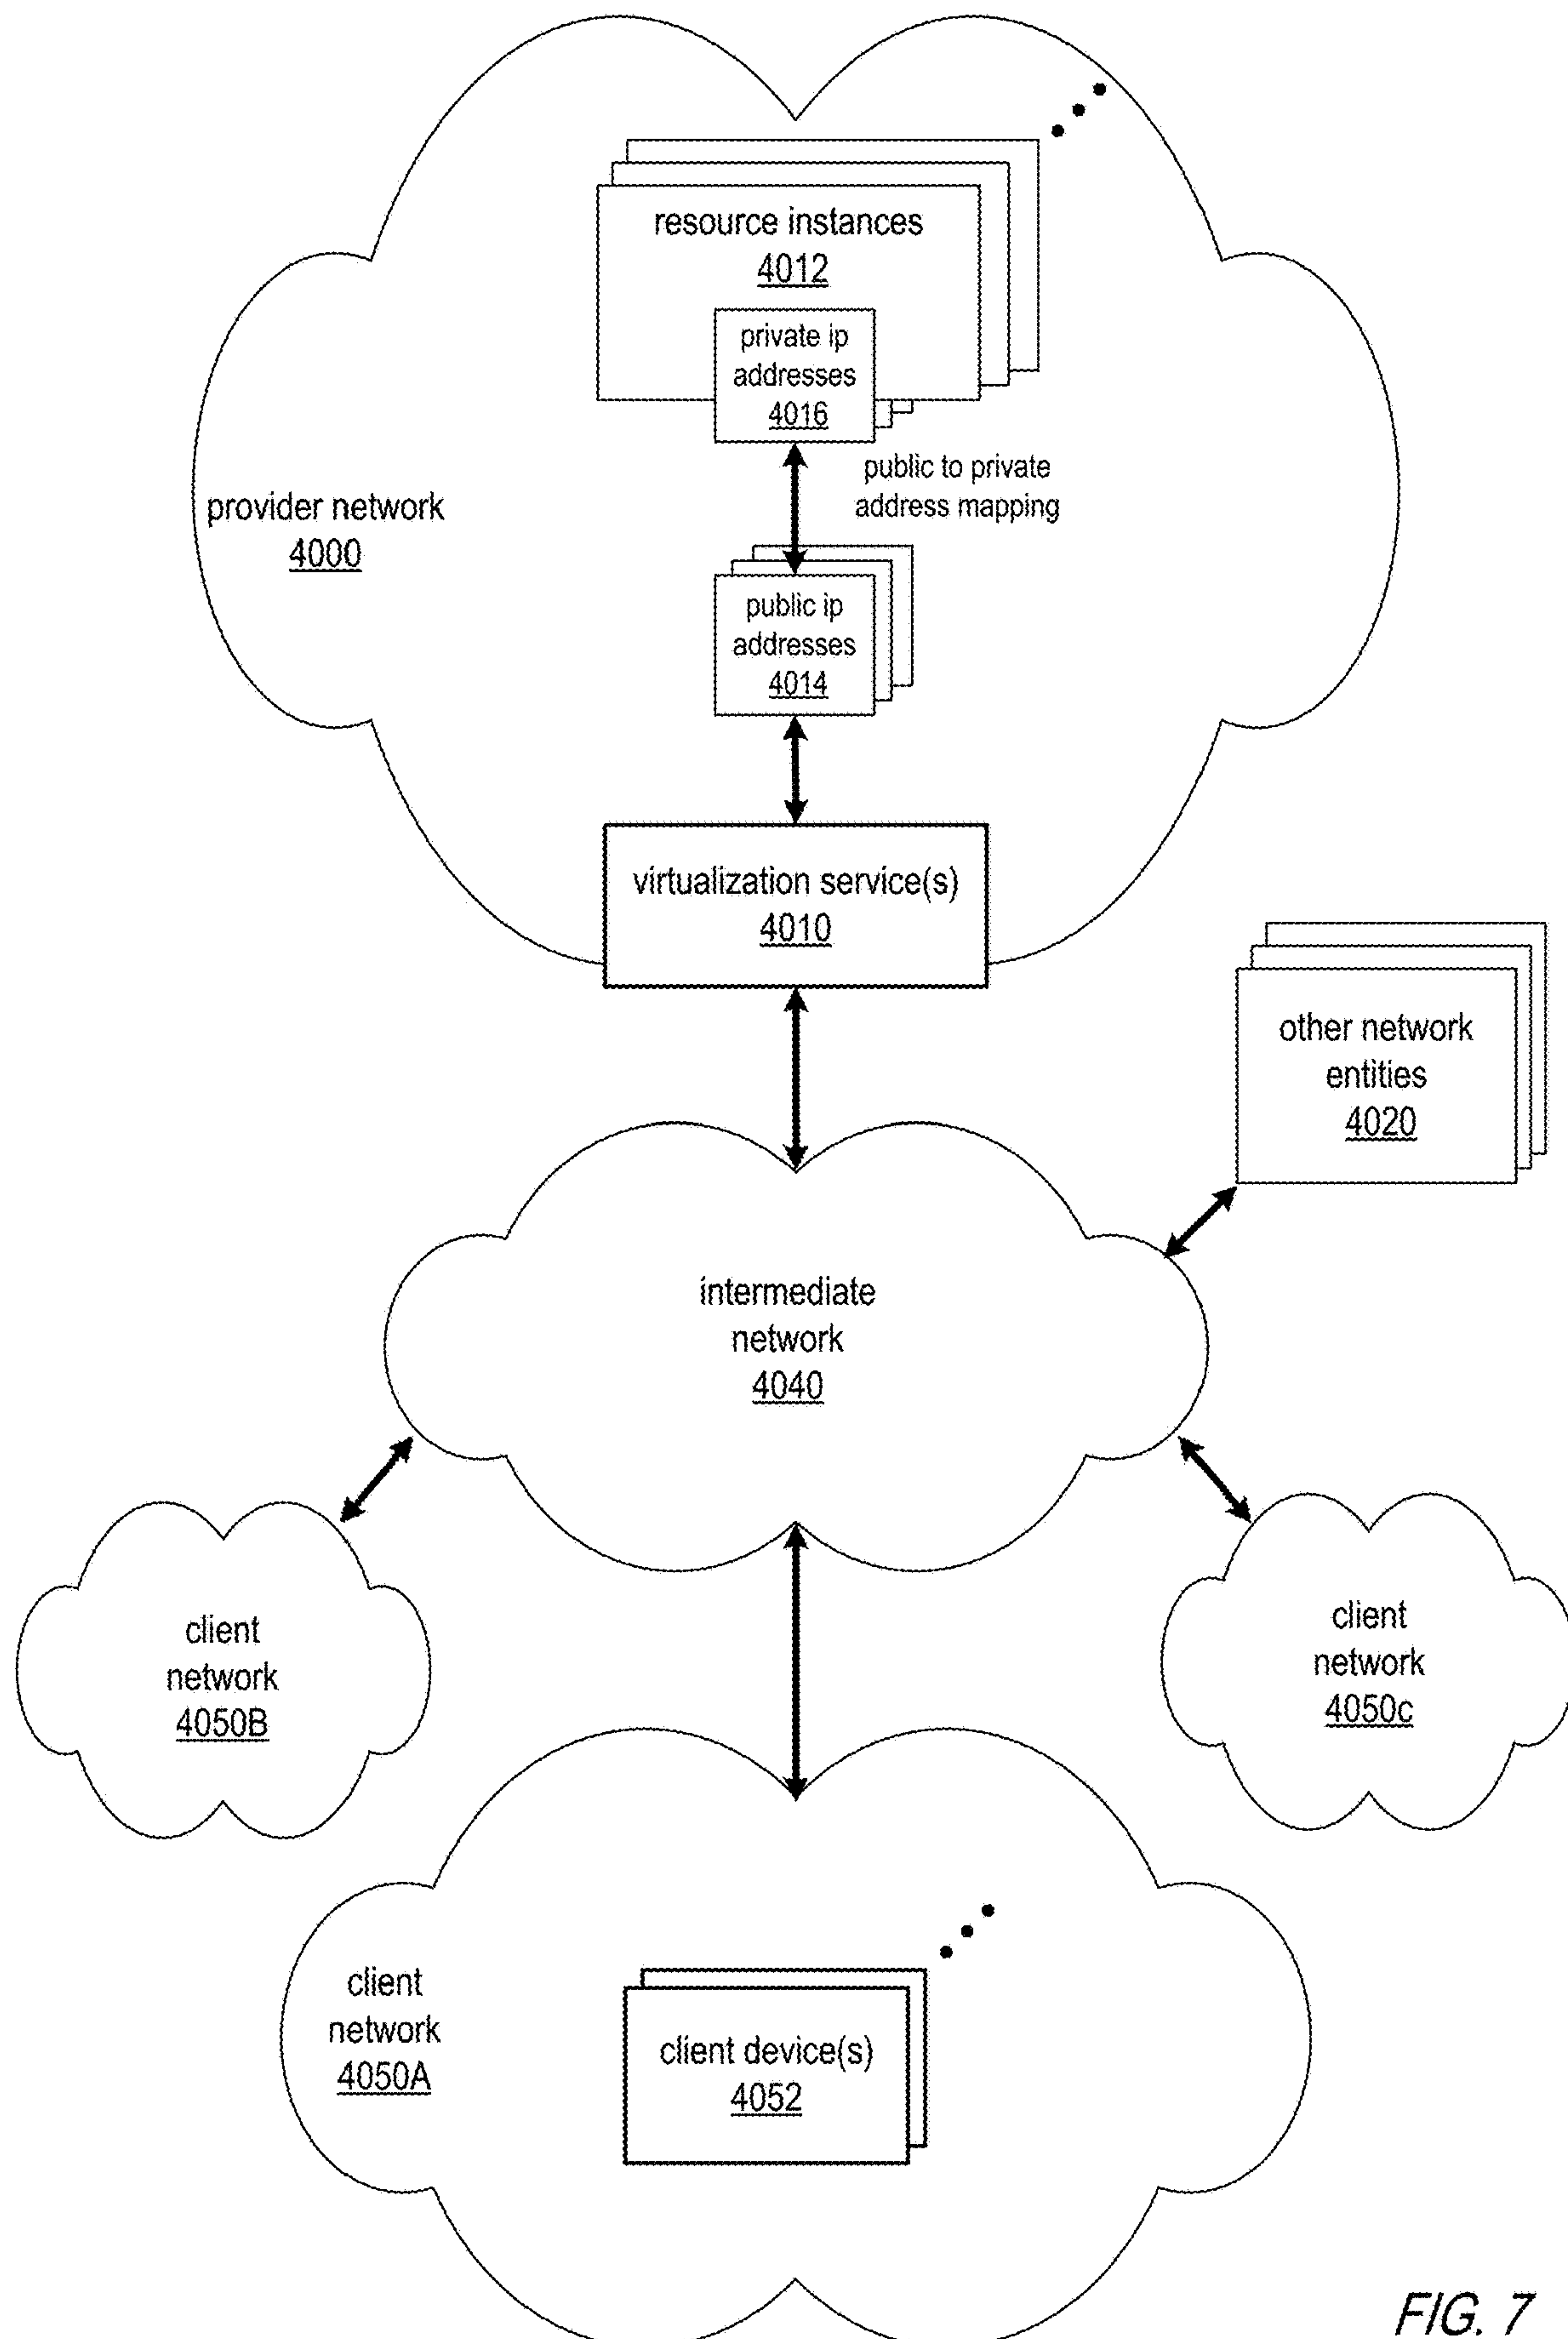 resource instances
4012
private ip
addresses
4016
public to private
address mapping
provider network
4000
public ip
addresses
4014
virtualization service(s)
4010
other network
entities
4020
intermediate
network
4040
client
network
4050B
client
network
4050c
client
network
4050A
client device(s)
4052
FIG. 7